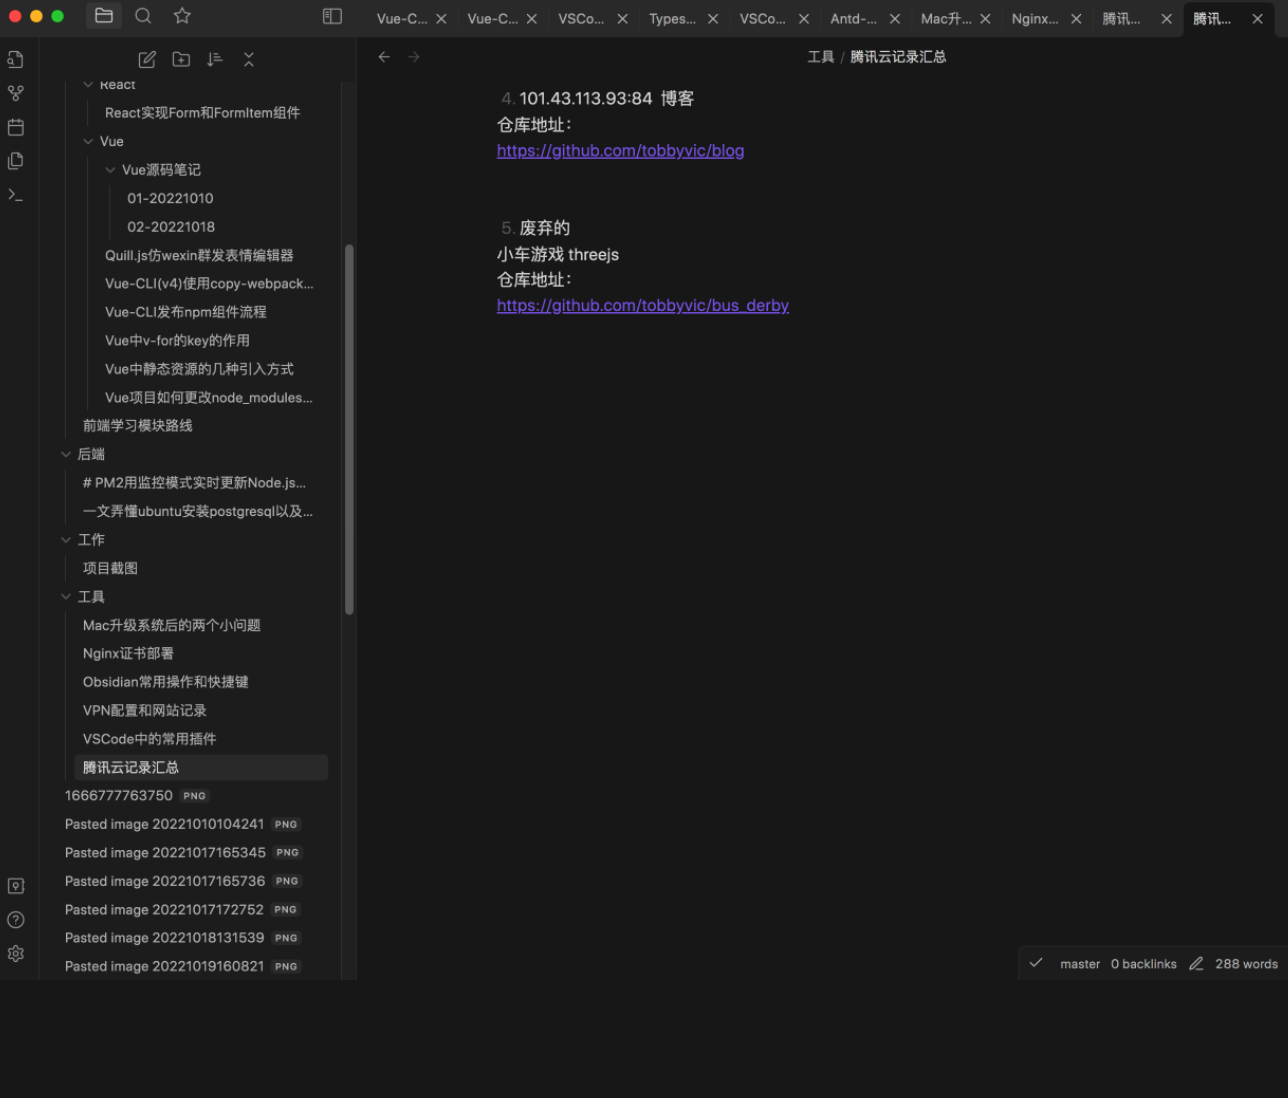 Vue-C...
Vue-C...
VSCo...
Types...
VSCo...
Antd-...
Mac升...
Nginx...
腾讯...
腾讯...
工具 / 腾讯云记录汇总
React
React实现Form和FormItem组件
Vue
Vue源码笔记
01-20221010
02-20221018
Quill.js仿wexin群发表情编辑器
Vue-CLI(v4)使用copy-webpack...
Vue-CLI发布npm组件流程
Vue中v-for的key的作用
Vue中静态资源的几种引入方式
Vue项目如何更改node_modules...
前端学习模块路线
后端
# PM2用监控模式实时更新Node.js...
一文弄懂ubuntu安装postgresql以及...
工作
项目截图
工具
Mac升级系统后的两个小问题
Nginx证书部署
Obsidian常用操作和快捷键
VPN配置和网站记录
VSCode中的常用插件
腾讯云记录汇总
1666777763750 PNG
Pasted image 20221010104241 PNG
Pasted image 20221017165345 PNG
Pasted image 20221017165736 PNG
Pasted image 20221017172752 PNG
Pasted image 20221018131539 PNG
Pasted image 20221019160821 PNG
4. 101.43.113.93:84 博客
仓库地址：
https://github.com/tobbyvic/blog
5. 废弃的
小车游戏 threejs
仓库地址：
https://github.com/tobbyvic/bus_derby
master 0 backlinks 288 words